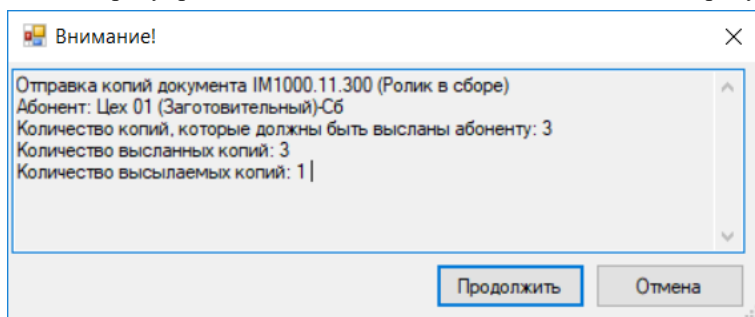 Внимание!
Отправка копий документа IM1000.11.300 (Ролик в сборе)
Абонент: Цех 01 (Заготовительный)-Сб
Количество копий, которые должны быть высланы абоненту: 3
Количество высланных копий: 3
Количество высылаемых копий: 1
Продолжить Отмена